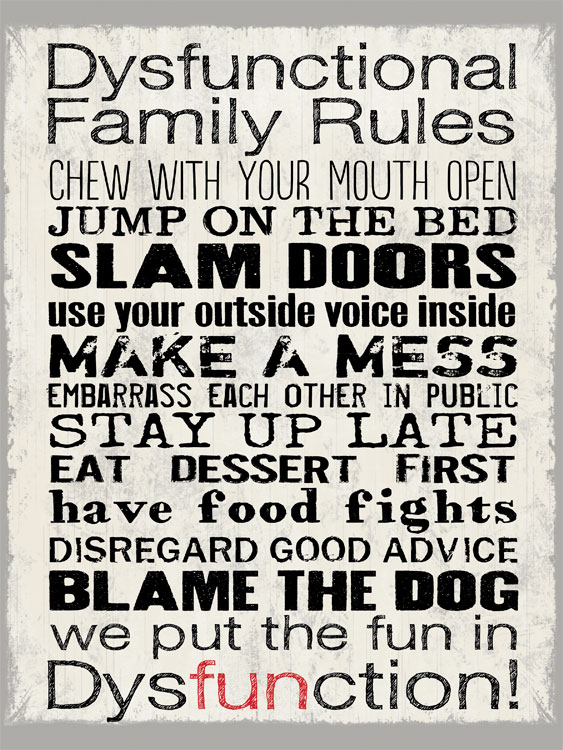 Dysfunctional
Family Rules
CHEW WITH YOUR MOUTH OPEN
JUMP ON THE BED
SLAM DOORS
use your outside voice inside
MAKE A MESS
EMBARRASS EACH OTHER IN PUBLIC
STAY UP LATE
EAT DESSERT FIRST
have food fights
DISREGARD GOOD ADVICE
BLAME THE DOG
we put the fun in
Dysfunction!